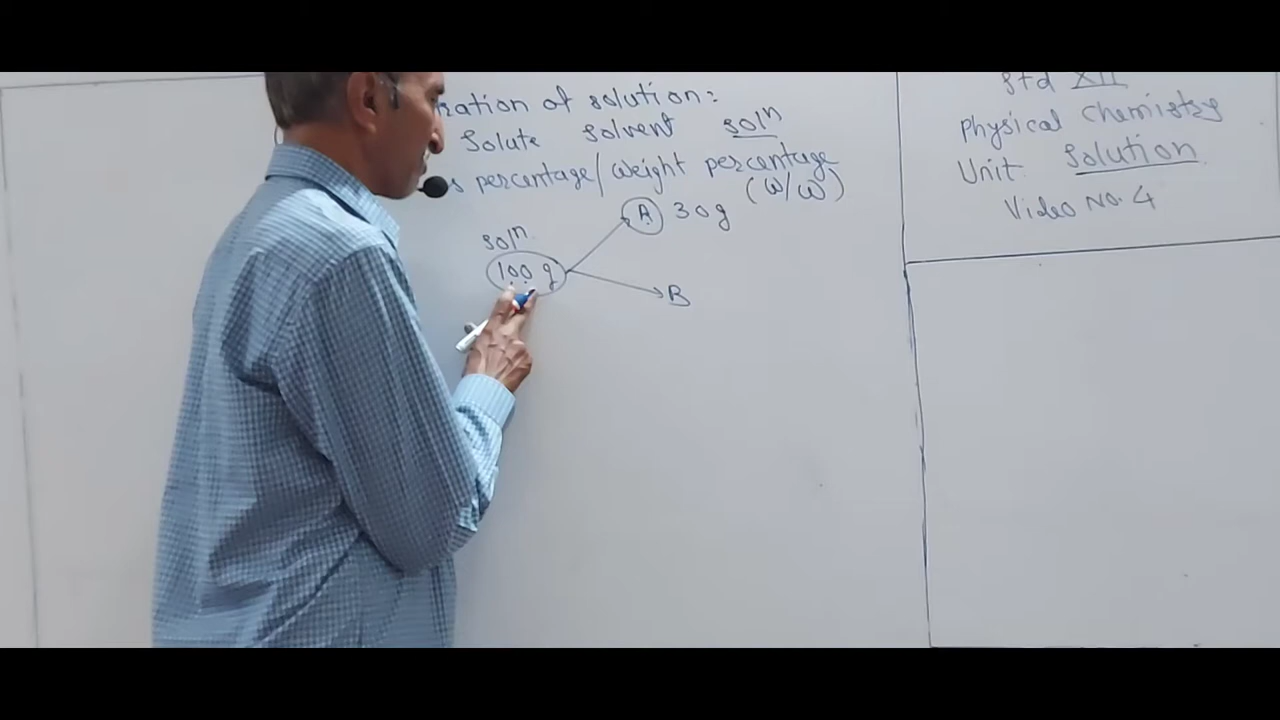 of solution:
Solute Solvent Soln
percentage/Weight percentage
(W/W)
Soln
100 g
A 30g
B
Std XII
Physical Chemistry
Unit Solution
Video No. 4